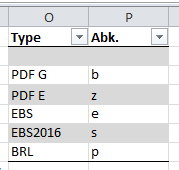 O P
Type Abk.
PDF G b
PDF E z
EBS e
EBS2016 s
BRL p